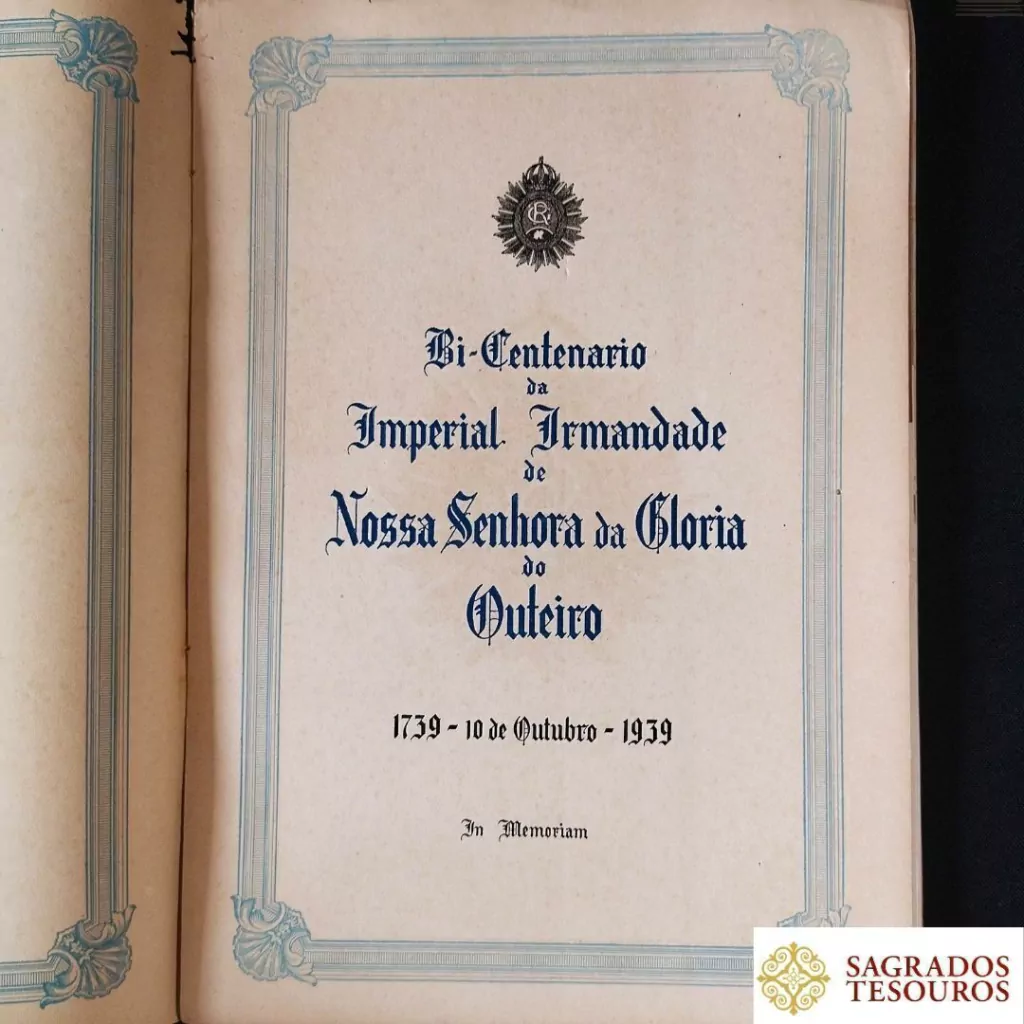 Bi-Centenario
da
Imperial Irmandade
de
Nossa Senhora da Gloria
do
Outeiro
1739 - 10 de Outubro - 1939
In Memoriam
SAGRADOS
TESOUROS